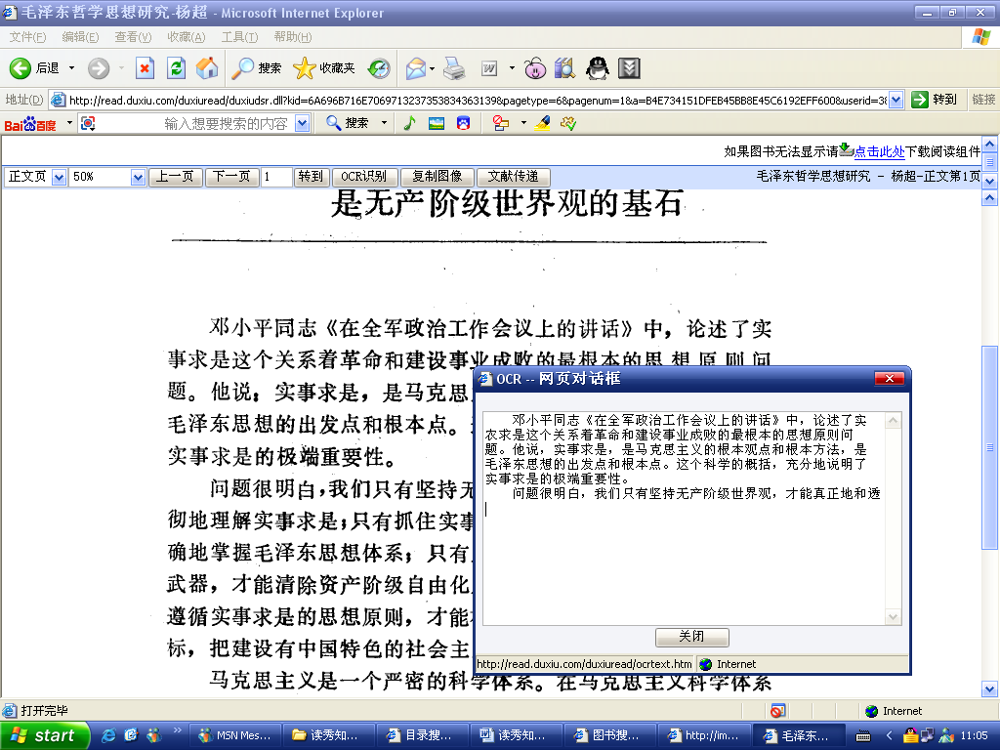 毛泽东哲学思想研究-杨超 - Microsoft Internet Explorer
文件(F) 编辑(E) 查看(V) 收藏(A) 工具(T) 帮助(H)
后退 搜索 收藏夹
地址(D) http://read.duxiu.com/duxiuread/duxiudsr.dll?kid=6A696B716E706971323735383436313 9&pagetype=6&pagenum=1&a=B4E734151DFEB45BB8E45C6192EFF600&userid=38 转到 链接
Bai百度 输入想要搜索的内容 搜索
如果图书无法显示请点击此处下载阅读组件
正文页 50% 上一页 下一页 1 转到 OCR识别 复制图像 文献传递 毛泽东哲学思想研究 - 杨超-正文第1页
是无产阶级世界观的基石
邓小平同志《在全军政治工作会议上的讲话》中，论述了实
事求是这个关系着革命和建设事业成败的最根本的思想原则问
题。他说：实事求是，是马克思
毛泽东思想的出发点和根本点。
实事求是的极端重要性。
问题很明白，我们只有坚持无
彻地理解实事求是；只有抓住实事
确地掌握毛泽东思想体系；只有
武器，才能清除资产阶级自由化
遵循实事求是的思想原则，才能
标，把建设有中国特色的社会主
马克思主义是一个严密的科学体系。在马克思主义科学体系
OCR -- 网页对话框
邓小平同志《在全军政治工作会议上的讲话》中，论述了实
农求是这个关系着革命和建设事业成败的最根本的思想原则问
题。他说，实事求是，是马克思主义的根本观点和根本方法，是
毛泽东思想的出发点和根本点。这个科学的概括，充分地说明了
实事求是的极端重要性。
问题很明白，我们只有坚持无产阶级世界观，才能真正地和透
关闭
http://read.duxiu.com/duxiuread/ocrtext.htm Internet
打开完毕 Internet
start MSN Mes... 读秀知... 目录搜... 读秀知... 图书搜... http://im... 毛泽东... 11:05